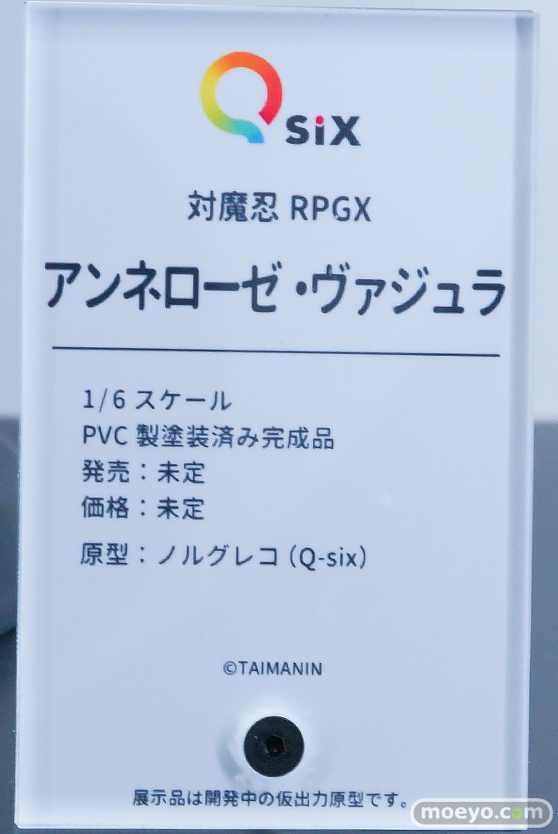 Q six
対魔忍 RPGX
アンネローゼ・ヴァジュラ
1/6 スケール
PVC 製塗装済み完成品
発売：未定
価格：未定
原型：ノルグレコ（Q-six）
©TAIMANIN
展示品は開発中の仮出力原型です。
moeyo.com